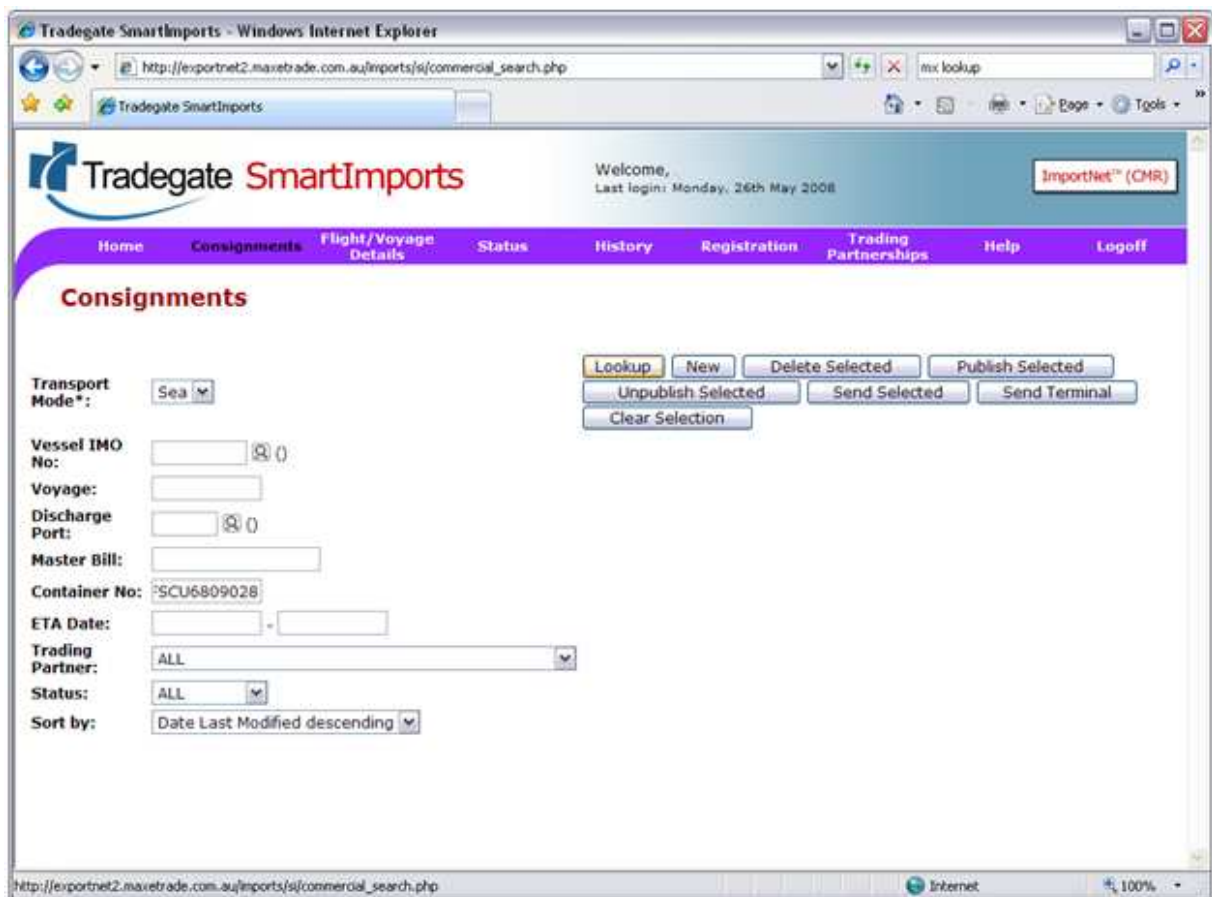 Tradegate SmartImports - Windows Internet Explorer
http://exportnet2.maxetrade.com.au/imports/si/commercial_search.php
mx lookup
Tradegate SmartImports
Page
Tools
Tradegate SmartImports
Welcome,
Last login: Monday, 26th May 2008
ImportNet™ (CMR)
Home Consignments Flight/Voyage Details Status History Registration Trading Partnerships Help Logoff
Consignments
Lookup New Delete Selected Publish Selected
Unpublish Selected Send Selected Send Terminal
Clear Selection
Transport Mode*: Sea
Vessel IMO No: ()
Voyage:
Discharge Port: ()
Master Bill:
Container No: SCU6809028
ETA Date: -
Trading Partner: ALL
Status: ALL
Sort by: Date Last Modified descending
http://exportnet2.maxetrade.com.au/imports/si/commercial_search.php
Internet
100%